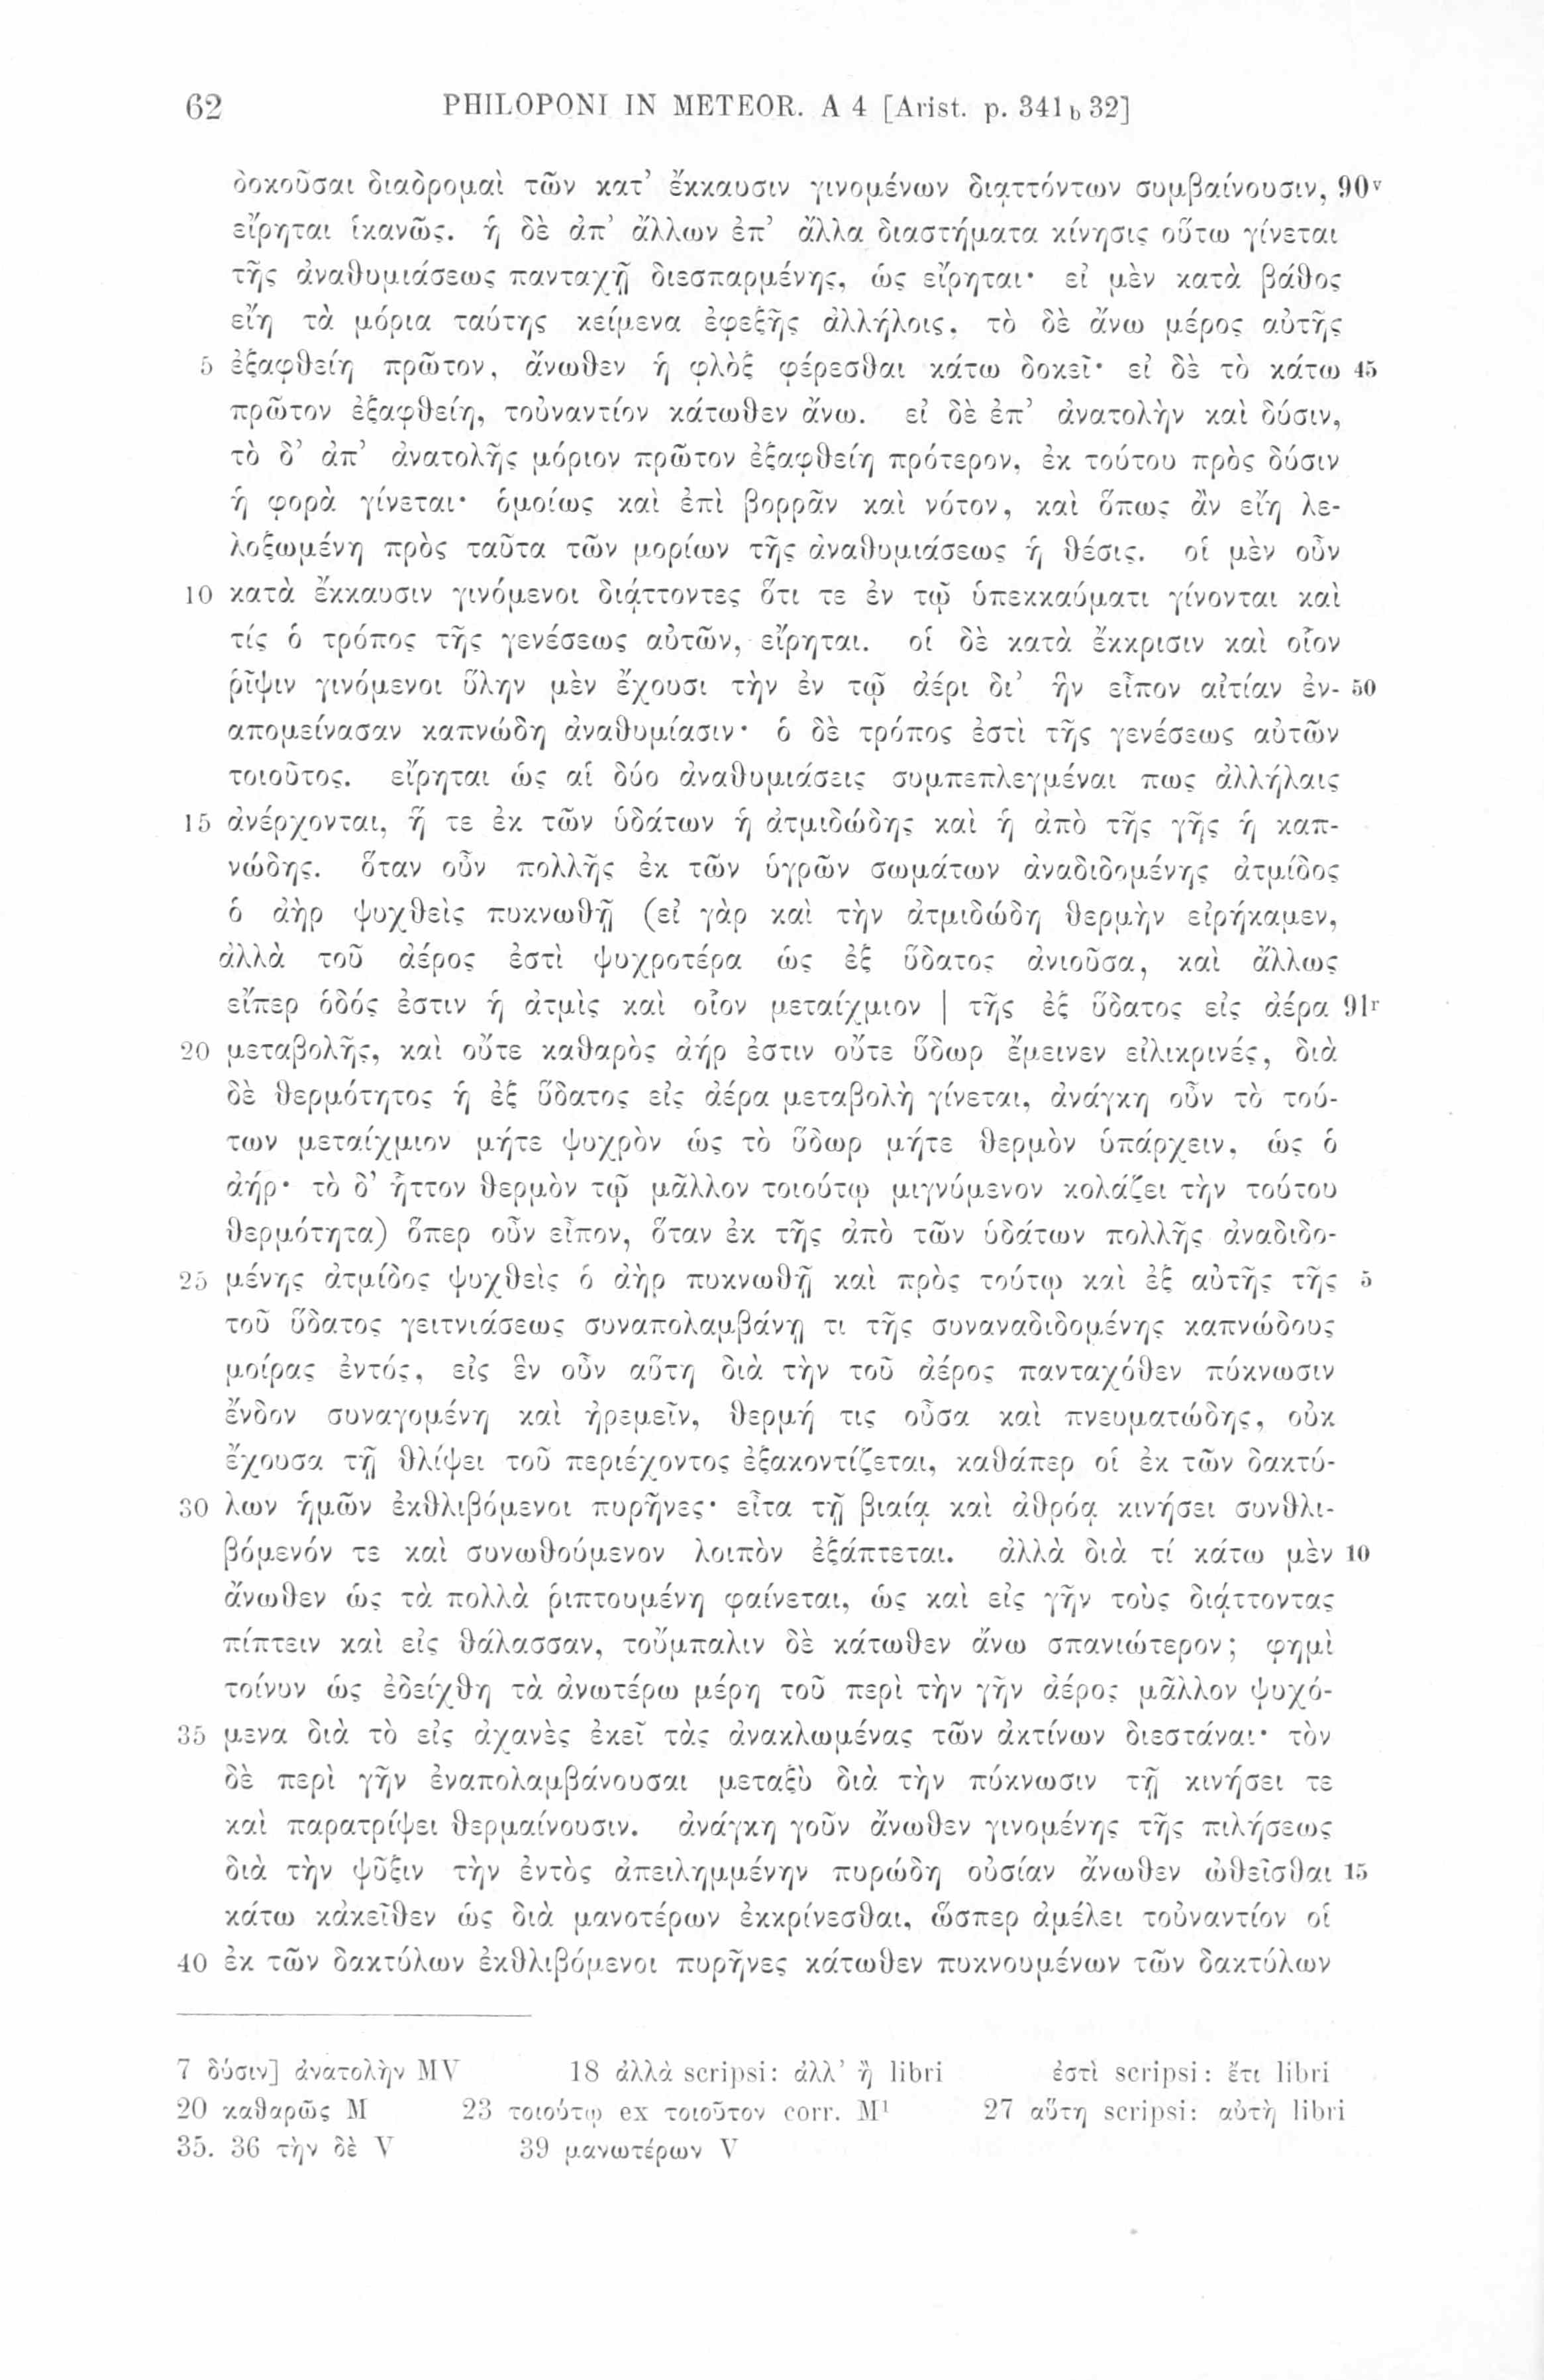 62 PHILOPONI IN METEOR. A 4 [Arist. p. 341 b 32]
δοκοῦσαι διαδρομαὶ τῶν κατ’ ἔκκαυσιν γινομένων διᾳττόντων συμβαίνουσιν, 90v
εἴρηται ἱκανῶς. ἡ δὲ ἀπ’ ἄλλων ἐπ’ ἄλλα διαστήματα κίνησις οὕτω γίνεται
τῆς ἀναθυμιάσεως πανταχῇ διεσπαρμένης, ὡς εἴρηται· εἰ μὲν κατὰ βάθος
εἴη τὰ μόρια ταύτης κείμενα ἐφεξῆς ἀλλήλοις, τὸ δὲ ἄνω μέρος αὐτῆς
5 ἐξαφθείη πρῶτον, ἄνωθεν ἡ φλὸξ φέρεσθαι κάτω δοκεῖ· εἰ δὲ τὸ κάτω 45
πρῶτον ἐξαφθείη, τοὐναντίον κάτωθεν ἄνω. εἰ δὲ ἐπ’ ἀνατολὴν καὶ δύσιν,
τὸ δ’ ἀπ’ ἀνατολῆς μόριον πρῶτον ἐξαφθείη πρότερον, ἐκ τούτου πρὸς δύσιν
ἡ φορὰ γίνεται· ὁμοίως καὶ ἐπὶ βορρᾶν καὶ νότον, καὶ ὅπως ἂν εἴη λε-
λοξωμένη πρὸς ταῦτα τῶν μορίων τῆς ἀναθυμιάσεως ἡ θέσις. οἱ μὲν οὖν
10 κατὰ ἔκκαυσιν γινόμενοι διᾴττοντες ὅτι τε ἐν τῷ ὑπεκκαύματι γίνονται καὶ
τίς ὁ τρόπος τῆς γενέσεως αὐτῶν, εἴρηται. οἱ δὲ κατὰ ἔκκρισιν καὶ οἷον
ῥῖψιν γινόμενοι ὕλην μὲν ἔχουσι τὴν ἐν τῷ ἀέρι δι’ ἣν εἶπον αἰτίαν ἐν- 50
απομείνασαν καπνώδη ἀναθυμίασιν· ὁ δὲ τρόπος ἐστὶ τῆς γενέσεως αὐτῶν
τοιοῦτος. εἴρηται ὡς αἱ δύο ἀναθυμιάσεις συμπεπλεγμέναι πως ἀλλήλαις
15 ἀνέρχονται, ἥ τε ἐκ τῶν ὑδάτων ἡ ἀτμιδώδης καὶ ἡ ἀπὸ τῆς γῆς ἡ καπ-
νώδης. ὅταν οὖν πολλῆς ἐκ τῶν ὑγρῶν σωμάτων ἀναδιδομένης ἀτμίδος
ὁ ἀὴρ ψυχθεὶς πυκνωθῇ (εἰ γὰρ καὶ τὴν ἀτμιδώδη θερμὴν εἰρήκαμεν,
ἀλλὰ τοῦ ἀέρος ἐστὶ ψυχροτέρα ὡς ἐξ ὕδατος ἀνιοῦσα, καὶ ἄλλως
εἴπερ ὁδός ἐστιν ἡ ἀτμὶς καὶ οἷον μεταίχμιον | τῆς ἐξ ὕδατος εἰς ἀέρα 91r
20 μεταβολῆς, καὶ οὔτε καθαρὸς ἀήρ ἐστιν οὔτε ὕδωρ ἔμεινεν εἰλικρινές, διὰ
δὲ θερμότητος ἡ ἐξ ὕδατος εἰς ἀέρα μεταβολὴ γίνεται, ἀνάγκη οὖν τὸ τού-
των μεταίχμιον μήτε ψυχρὸν ὡς τὸ ὕδωρ μήτε θερμὸν ὑπάρχειν, ὡς ὁ
ἀήρ· τὸ δ’ ἧττον θερμὸν τῷ μᾶλλον τοιούτῳ μιγνύμενον κολάζει τὴν τούτου
θερμότητα) ὅπερ οὖν εἶπον, ὅταν ἐκ τῆς ἀπὸ τῶν ὑδάτων πολλῆς ἀναδιδο-
25 μένης ἀτμίδος ψυχθεὶς ὁ ἀὴρ πυκνωθῇ καὶ πρὸς τούτῳ καὶ ἐξ αὐτῆς τῆς 5
τοῦ ὕδατος γειτνιάσεως συναπολαμβάνῃ τι τῆς συναναδιδομένης καπνώδους
μοίρας ἐντός, εἰς ἓν οὖν αὕτη διὰ τὴν τοῦ ἀέρος πανταχόθεν πύκνωσιν
ἔνδον συναγομένη καὶ ἠρεμεῖν, θερμή τις οὖσα καὶ πνευματώδης, οὐκ
ἔχουσα τῇ θλίψει τοῦ περιέχοντος ἐξακοντίζεται, καθάπερ οἱ ἐκ τῶν δακτύ-
30 λων ἡμῶν ἐκθλιβόμενοι πυρῆνες· εἶτα τῇ βιαίᾳ καὶ ἀθρόᾳ κινήσει συνθλι-
βόμενόν τε καὶ συνωθούμενον λοιπὸν ἐξάπτεται. ἀλλὰ διὰ τί κάτω μὲν 10
ἄνωθεν ὡς τὰ πολλὰ ῥιπτουμένη φαίνεται, ὡς καὶ εἰς γῆν τοὺς διᾴττοντας
πίπτειν καὶ εἰς θάλασσαν, τοὔμπαλιν δὲ κάτωθεν ἄνω σπανιώτερον; φημὶ
τοίνυν ὡς ἐδείχθη τὰ ἀνωτέρω μέρη τοῦ περὶ τὴν γῆν ἀέρος μᾶλλον ψυχό-
35 μενα διὰ τὸ εἰς ἀχανὲς ἐκεῖ τὰς ἀνακλωμένας τῶν ἀκτίνων διεστάναι· τὸν
δὲ περὶ γῆν ἐναπολαμβάνουσαι μεταξὺ διὰ τὴν πύκνωσιν τῇ κινήσει τε
καὶ παρατρίψει θερμαίνουσιν. ἀνάγκη γοῦν ἄνωθεν γινομένης τῆς πιλήσεως
διὰ τὴν ψῦξιν τὴν ἐντὸς ἀπειλημμένην πυρώδη οὐσίαν ἄνωθεν ὠθεῖσθαι 15
κάτω κἀκεῖθεν ὡς διὰ μανοτέρων ἐκκρίνεσθαι, ὥσπερ ἀμέλει τοὐναντίον οἱ
40 ἐκ τῶν δακτύλων ἐκθλιβόμενοι πυρῆνες κάτωθεν πυκνουμένων τῶν δακτύλων
7 δύσιν] ἀνατολὴν MV 18 ἀλλὰ scripsi: ἀλλ’ ἢ libri ἐστὶ scripsi: ἔτι libri
20 καθαρῶς M 23 τοιούτῳ ex τοιοῦτον corr. M¹ 27 αὕτη scripsi: αὐτὴ libri
35. 36 τὴν δὲ V 39 μανωτέρων V